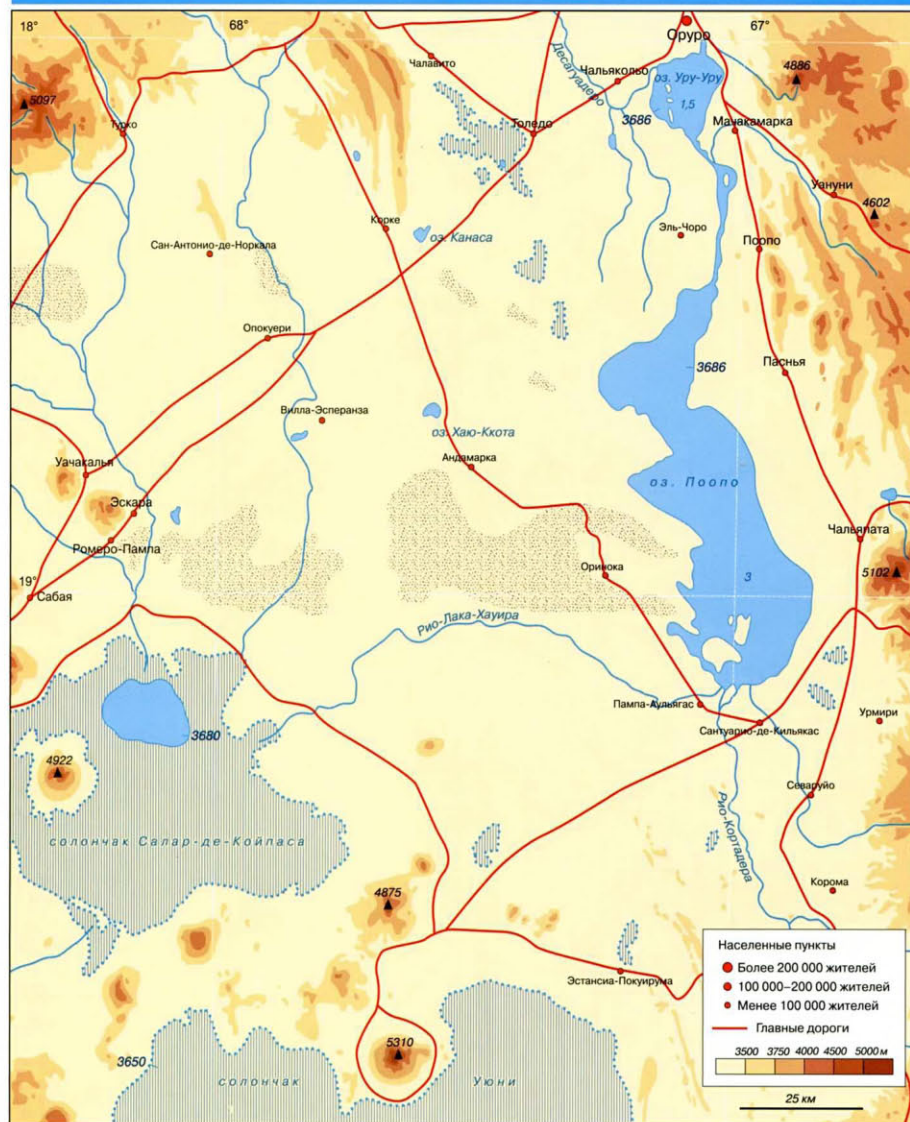 18°
68°
67°
Оруро
Чалавито
Десагуадеро
Чальякольо
оз. Уру-Уру
4886
5097
1,5
3686
Турко
Толедо
Мачакамарка
Уануни
4602
Корке
оз. Канаса
Эль-Чоро
Поопо
Сан-Антонио-де-Норкала
Опокуери
3686
Паснья
Вилла-Эсперанза
оз. Хаю-Ккота
Андамарка
Уачакалья
оз. Поопо
Эскара
Чальяпата
Ромеро-Пампа
5102
Оринока
3
19°
Сабая
Рио-Лака-Хауира
Пампа-Аульягас
Урмири
Сантуарио-де-Кильякас
3680
4922
Севаруйо
Рио-Кортадера
солончак Салар-де-Койпаса
4875
Корома
Эстансиа-Покуирума
5310
3650
солончак
Уюни
Населенные пункты
Более 200 000 жителей
100 000–200 000 жителей
Менее 100 000 жителей
Главные дороги
3500 3750 4000 4500 5000 м
25 км